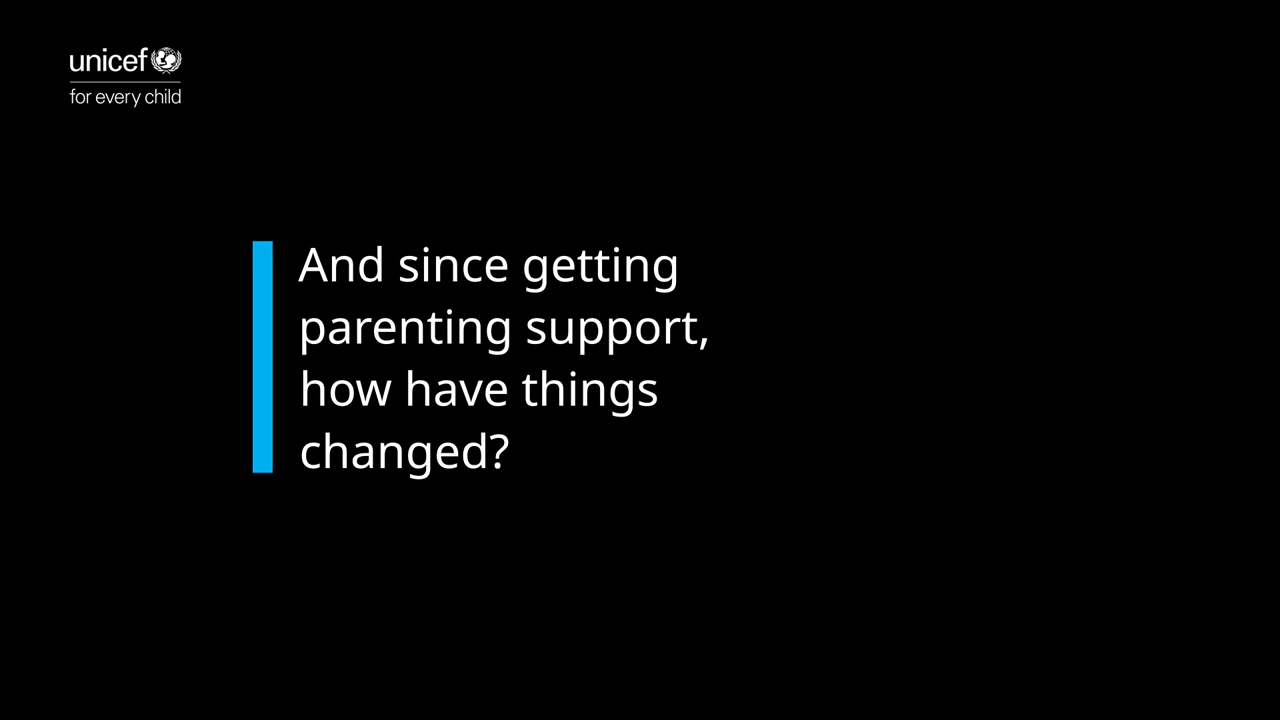 unicef
for every child
And since getting
parenting support,
how have things
changed?